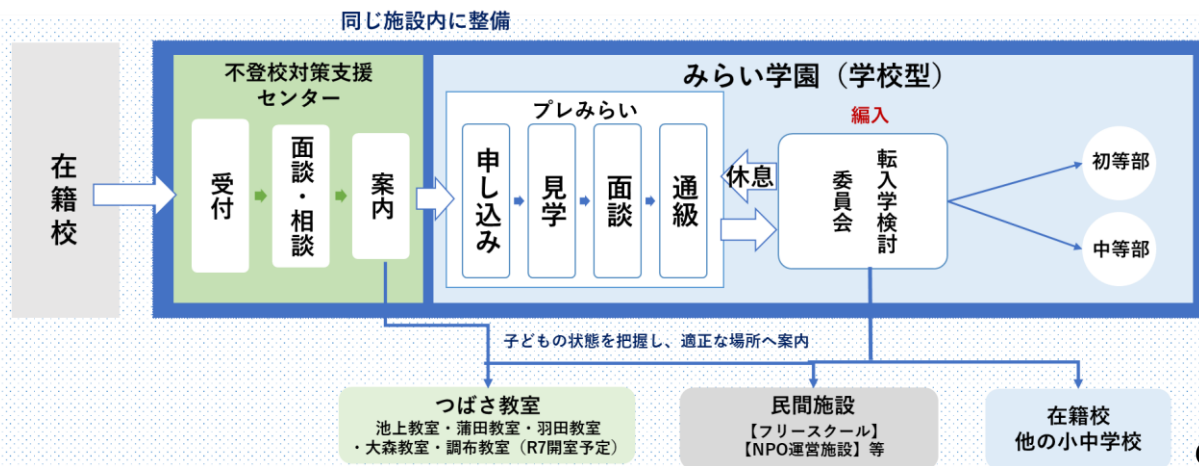 同じ施設内に整備
在籍校
不登校対策支援
センター
受付
面談・相談
案内
みらい学園（学校型）
プレみらい
申し込み
見学
面談
通級
休息
編入
転入学検討
委員会
初等部
中等部
子どもの状態を把握し、適正な場所へ案内
つばさ教室
池上教室・蒲田教室・羽田教室
・大森教室・調布教室（R7開室予定）
民間施設
【フリースクール】
【NPO運営施設】等
在籍校
他の小中学校